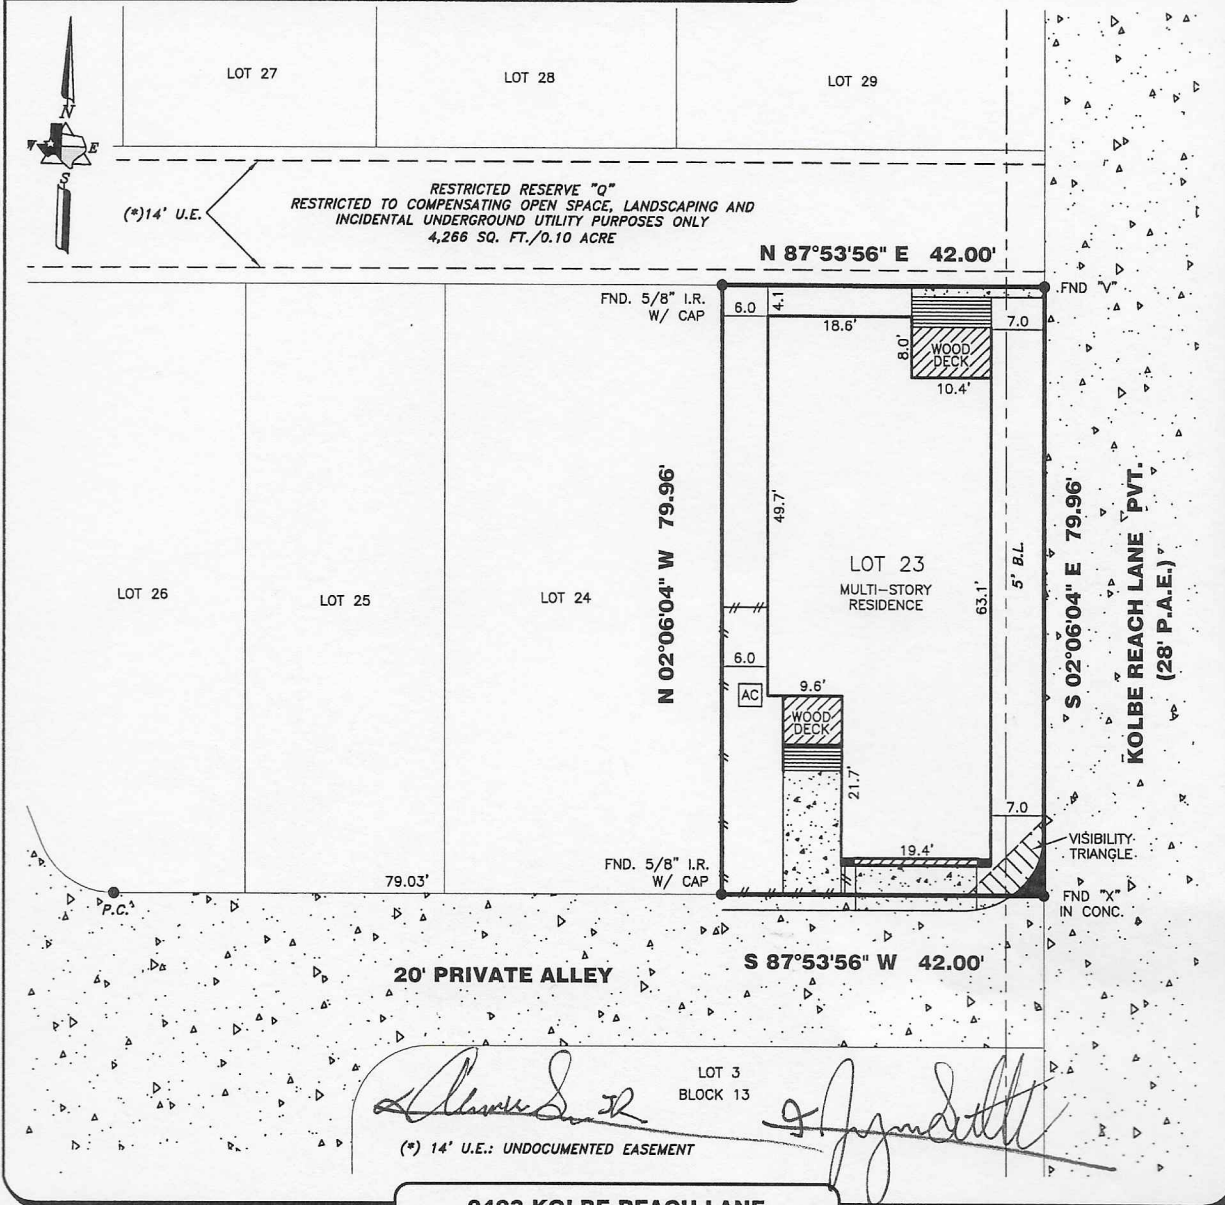 LOT 27
LOT 28
LOT 29
N
E
S
(*)14' U.E.
RESTRICTED RESERVE "Q"
RESTRICTED TO COMPENSATING OPEN SPACE, LANDSCAPING AND
INCIDENTAL UNDERGROUND UTILITY PURPOSES ONLY
4,266 SQ. FT./0.10 ACRE
N 87°53'56" E 42.00'
FND. 5/8" I.R.
W/ CAP
FND "V"
6.0
4.1
18.6'
7.0
8.0'
WOOD
DECK
10.4'
N 02°06'04" W 79.96'
49.7'
LOT 23
MULTI-STORY
RESIDENCE
63.1'
5' B.L.
S 02°06'04" E 79.96'
KOLBE REACH LANE PVT.
(28' P.A.E.)
LOT 26
LOT 25
LOT 24
6.0
AC
9.6'
WOOD
DECK
21.7'
7.0
VISIBILITY
TRIANGLE
19.4'
FND. 5/8" I.R.
W/ CAP
79.03'
P.C.
FND "X"
IN CONC.
20' PRIVATE ALLEY
S 87°53'56" W 42.00'
LOT 3
BLOCK 13
(*) 14' U.E.: UNDOCUMENTED EASEMENT
KOLBE REACH LANE